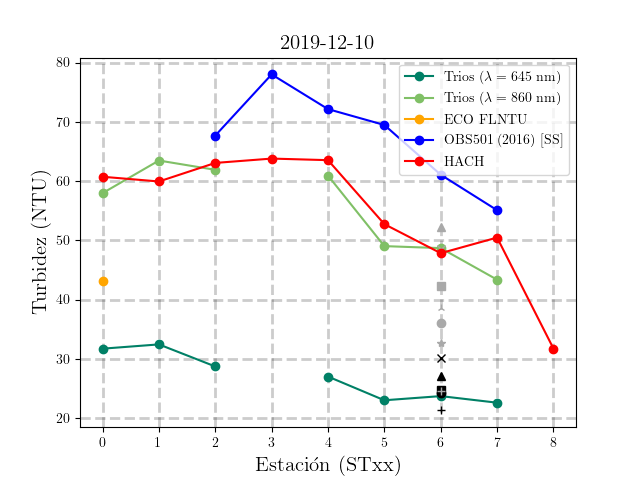 2019-12-10
80
70
60
50
40
30
20
Turbidez (NTU)
Trios (λ = 645 nm)
Trios (λ = 860 nm)
ECO FLNTU
OBS501 (2016) [SS]
HACH
0 1 2 3 4 5 6 7 8
Estación (STxx)